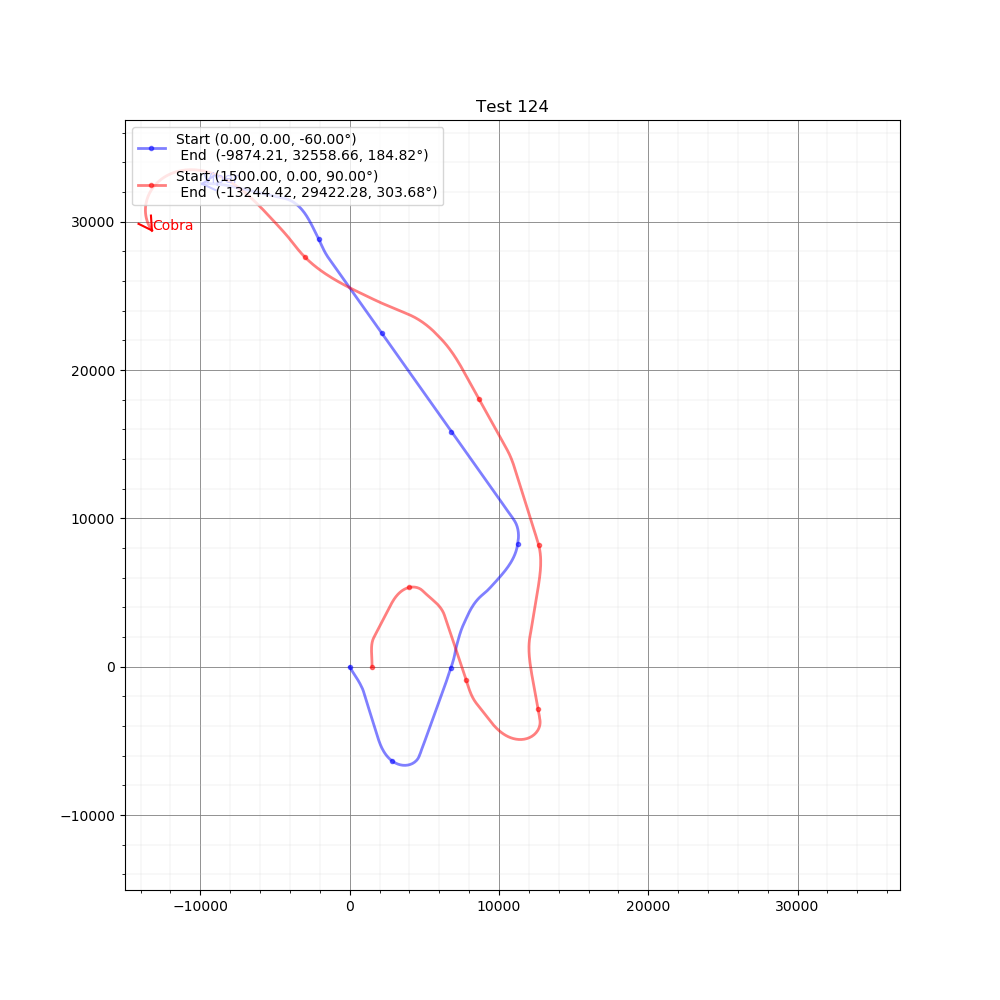 Test 124
Start (0.00, 0.00, -60.00°)
End (-9874.21, 32558.66, 184.82°)
Start (1500.00, 0.00, 90.00°)
End (-13244.42, 29422.28, 303.68°)
Cobra
30000
20000
10000
0
−10000
−10000 0 10000 20000 30000